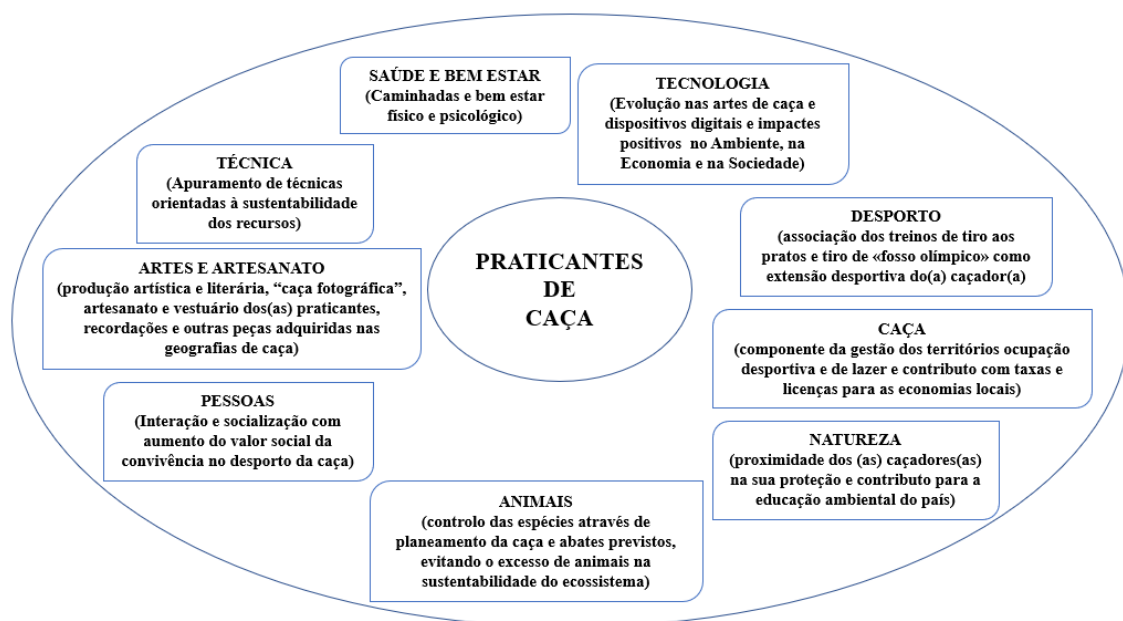 SAÚDE E BEM ESTAR
(Caminhadas e bem estar
físico e psicológico)
TECNOLOGIA
(Evolução nas artes de caça e
dispositivos digitais e impactes
positivos no Ambiente, na
Economia e na Sociedade)
TÉCNICA
(Apuramento de técnicas
orientadas à sustentabilidade
dos recursos)
DESPORTO
(associação dos treinos de tiro aos
pratos e tiro de «fosso olímpico» como
extensão desportiva do(a) caçador(a)
ARTES E ARTESANATO
(produção artística e literária, “caça fotográfica”,
artesanato e vestuário dos(as) praticantes,
recordações e outras peças adquiridas nas
geografias de caça)
PRATICANTES
DE
CAÇA
CAÇA
(componente da gestão dos territórios ocupação
desportiva e de lazer e contributo com taxas e
licenças para as economias locais)
PESSOAS
(Interação e socialização com
aumento do valor social da
convivência no desporto da caça)
NATUREZA
(proximidade dos (as) caçadores(as)
na sua proteção e contributo para a
educação ambiental do país)
ANIMAIS
(controlo das espécies através de
planeamento da caça e abates previstos,
evitando o excesso de animais na
sustentabilidade do ecossistema)